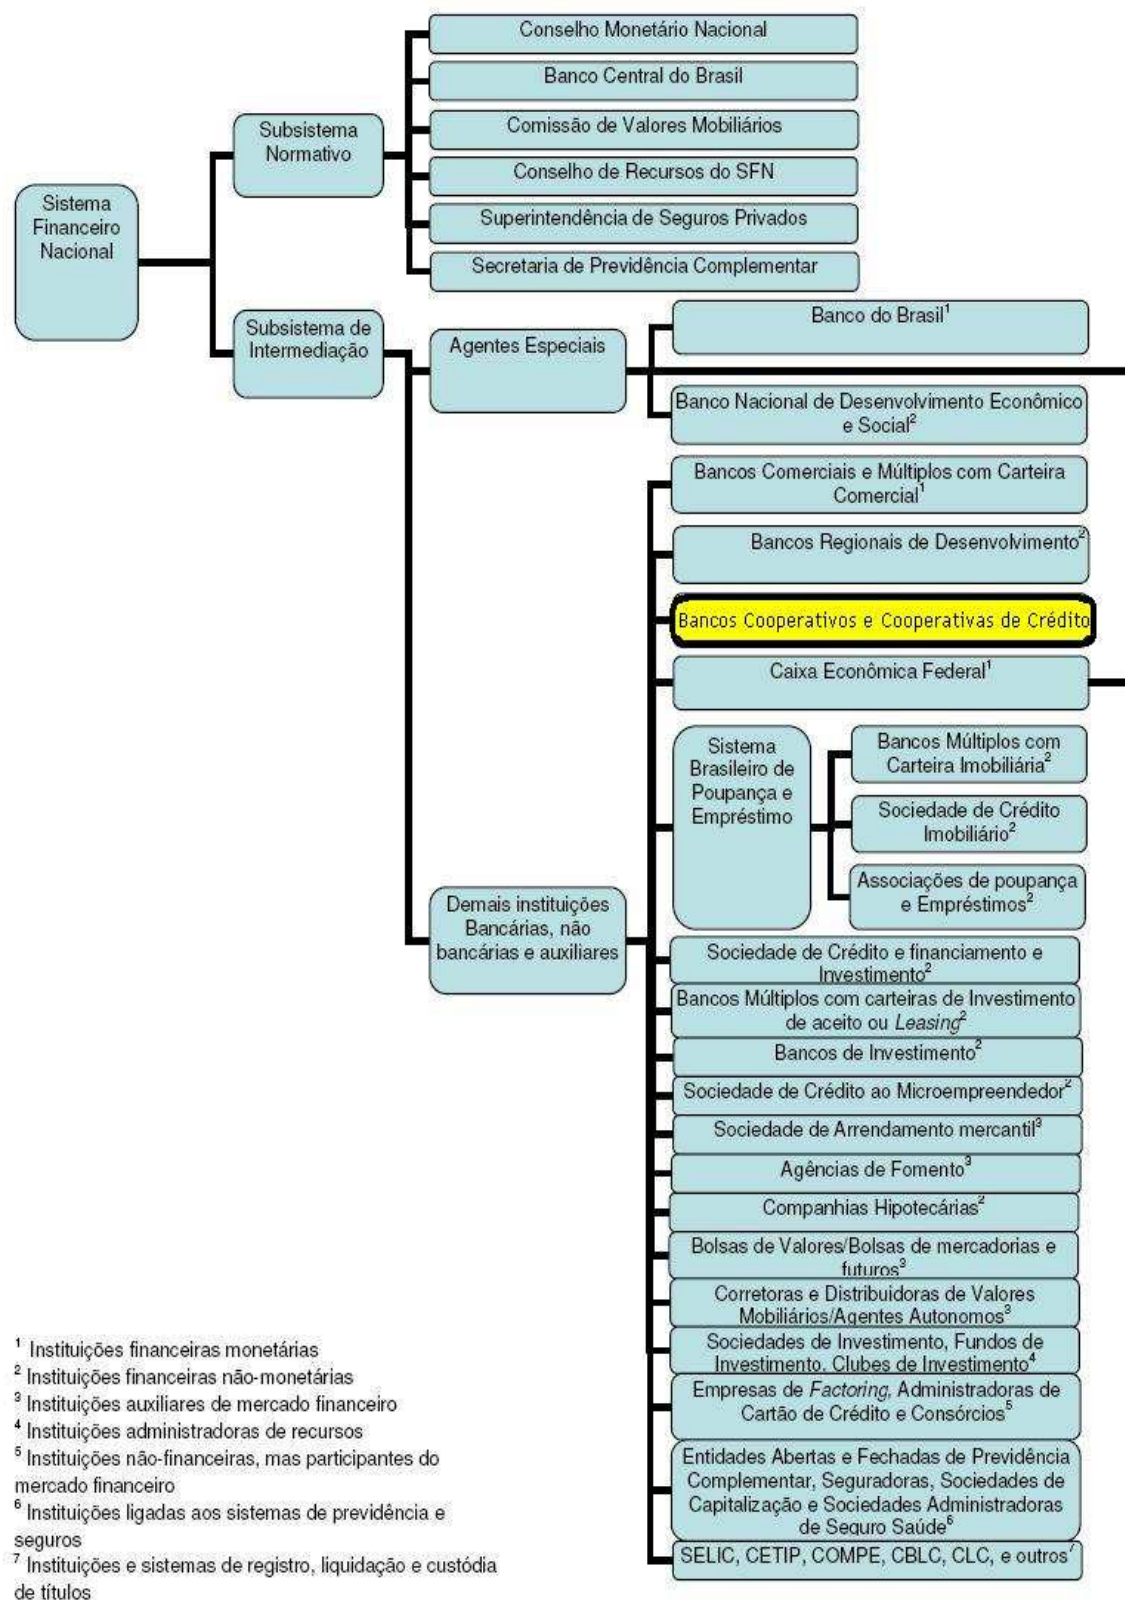 Conselho Monetário Nacional
Banco Central do Brasil
Comissão de Valores Mobiliários
Conselho de Recursos do SFN
Superintendência de Seguros Privados
Secretaria de Previdência Complementar
Subsistema
Normativo
Sistema
Financeiro
Nacional
Subsistema de
Intermediação
Agentes Especiais
Banco do Brasil¹
Banco Nacional de Desenvolvimento Econômico
e Social²
Bancos Comerciais e Múltiplos com Carteira
Comercial¹
Bancos Regionais de Desenvolvimento²
Bancos Cooperativos e Cooperativas de Crédito
Caixa Econômica Federal¹
Sistema
Brasileiro de
Poupança e
Empréstimo
Bancos Múltiplos com
Carteira Imobiliária²
Sociedade de Crédito
Imobiliário²
Associações de poupança
e Empréstimos²
Demais instituições
Bancárias, não
bancárias e auxiliares
Sociedade de Crédito e financiamento e
Investimento²
Bancos Múltiplos com carteiras de Investimento
de aceito ou Leasing²
Bancos de Investimento²
Sociedade de Crédito ao Microempreendedor²
Sociedade de Arrendamento mercantil³
Agências de Fomento³
Companhias Hipotecárias²
Bolsas de Valores/Bolsas de mercadorias e
futuros³
Corretoras e Distribuidoras de Valores
Mobiliários/Agentes Autonomos³
Sociedades de Investimento, Fundos de
Investimento, Clubes de Investimento⁴
Empresas de Factoring, Administradoras de
Cartão de Crédito e Consórcios⁵
Entidades Abertas e Fechadas de Previdência
Complementar, Seguradoras, Sociedades de
Capitalização e Sociedades Administradoras
de Seguro Saúde⁶
SELIC, CETIP, COMPE, CBLC, CLC, e outros⁷
¹ Instituições financeiras monetárias
² Instituições financeiras não-monetárias
³ Instituições auxiliares de mercado financeiro
⁴ Instituições administradoras de recursos
⁵ Instituições não-financeiras, mas participantes do
mercado financeiro
⁶ Instituições ligadas aos sistemas de previdência e
seguros
⁷ Instituições e sistemas de registro, liquidação e custódia
de títulos